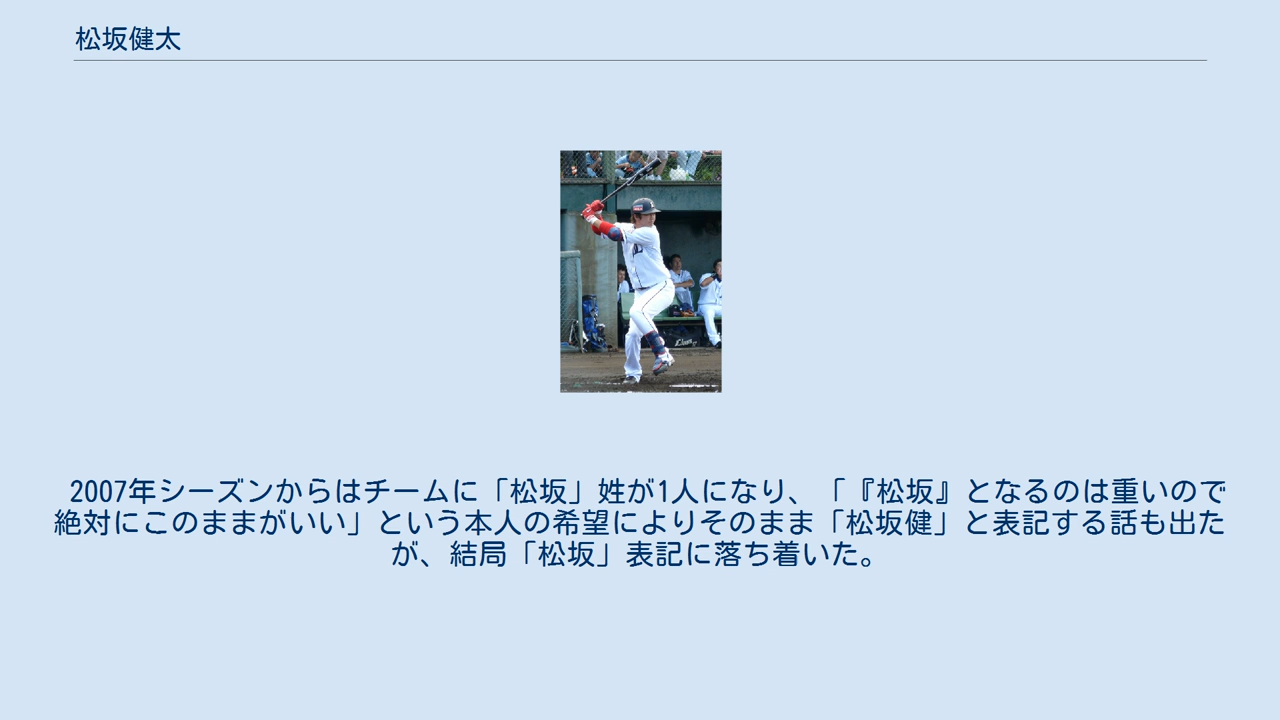 松坂健太
2007年シーズンからはチームに「松坂」姓が1人になり、「『松坂』となるのは重いので
絶対にこのままがいい」という本人の希望によりそのまま「松坂健」と表記する話も出た
が、結局「松坂」表記に落ち着いた。